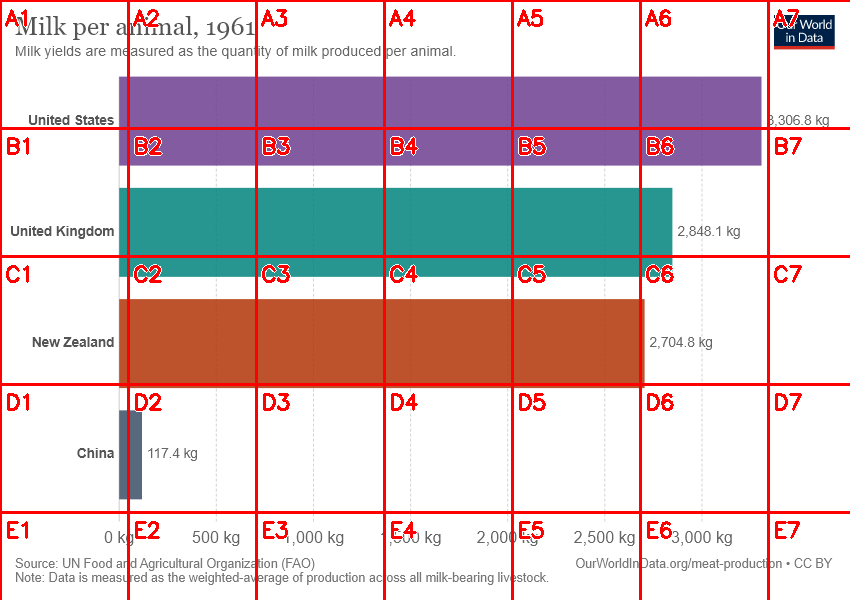 Milk per animal, 1961
Milk yields are measured as the quantity of milk produced per animal.
Our World
in Data
A1 A2 A3 A4 A5 A6 A7
United States
3,306.8 kg
B1 B2 B3 B4 B5 B6 B7
United Kingdom
2,848.1 kg
C1 C2 C3 C4 C5 C6 C7
New Zealand
2,704.8 kg
D1 D2 D3 D4 D5 D6 D7
China
117.4 kg
E1 E2 E3 E4 E5 E6 E7
0 kg 500 kg 1,000 kg 1,500 kg 2,000 kg 2,500 kg 3,000 kg
Source: UN Food and Agricultural Organization (FAO)
OurWorldInData.org/meat-production • CC BY
Note: Data is measured as the weighted-average of production across all milk-bearing livestock.